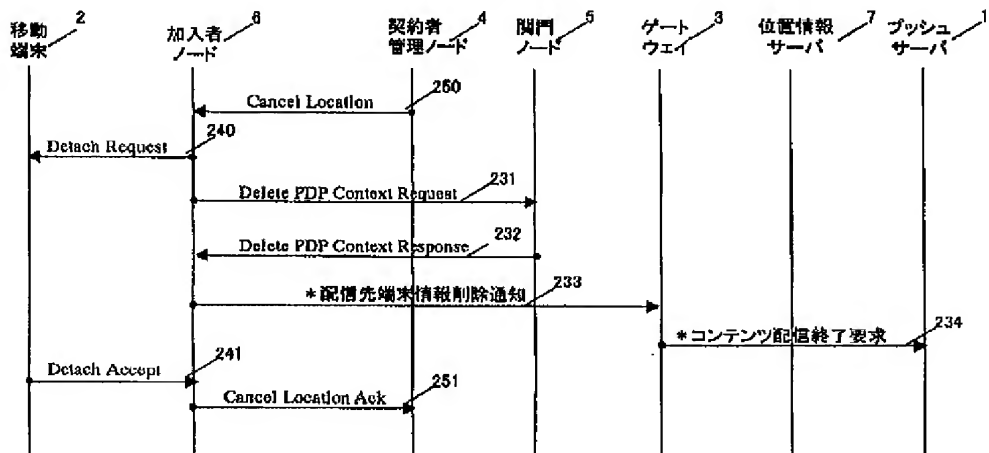 移動
端末
2
加入者
ノード
6
契約者
管理ノード
4
関門
ノード
5
ゲート
ウェイ
3
位置情報
サーバ
7
プッシュ
サーバ
1
Cancel Location
250
Detach Request
240
Delete PDP Context Request
231
Delete PDP Context Response
232
*配信先端末情報削除通知
233
*コンテンツ配信終了要求
234
Detach Accept
241
Cancel Location Ack
251